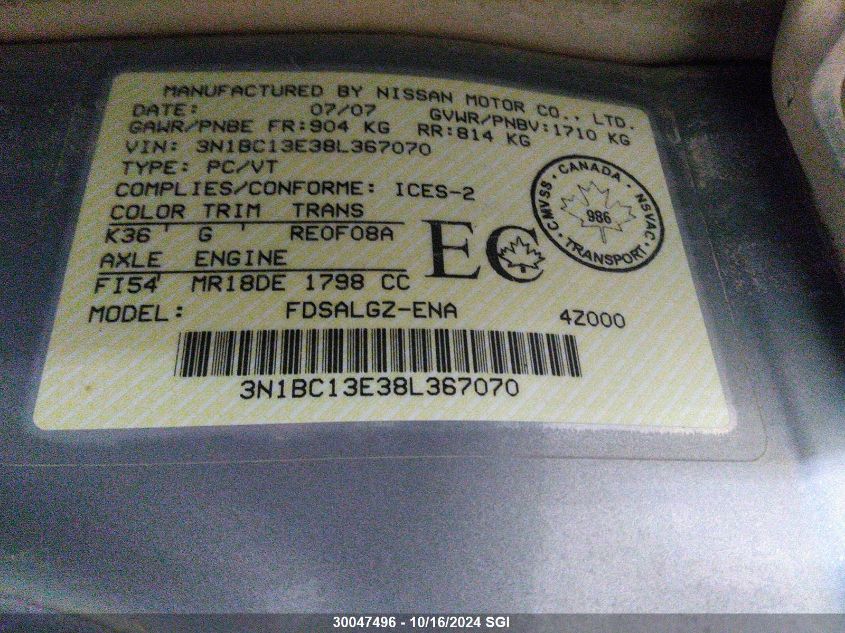 MANUFACTURED BY NISSAN MOTOR CO., LTD.
DATE: 07/07 GVWR/PNBV:1710 KG
GAWR/PNBE FR:904 KG RR:814 KG
VIN: 3N1BC13E38L367070
TYPE: PC/VT
COMPLIES/CONFORME: ICES-2
COLOR TRIM TRANS
K36 G RE0F08A
AXLE ENGINE
FI54 MR18DE 1798 CC
EC
CANADA · NSVAC · TRANSPORT · CMVSS
986
MODEL: FDSALGZ-ENA 4Z000
3N1BC13E38L367070
30047496 - 10/16/2024 SGI